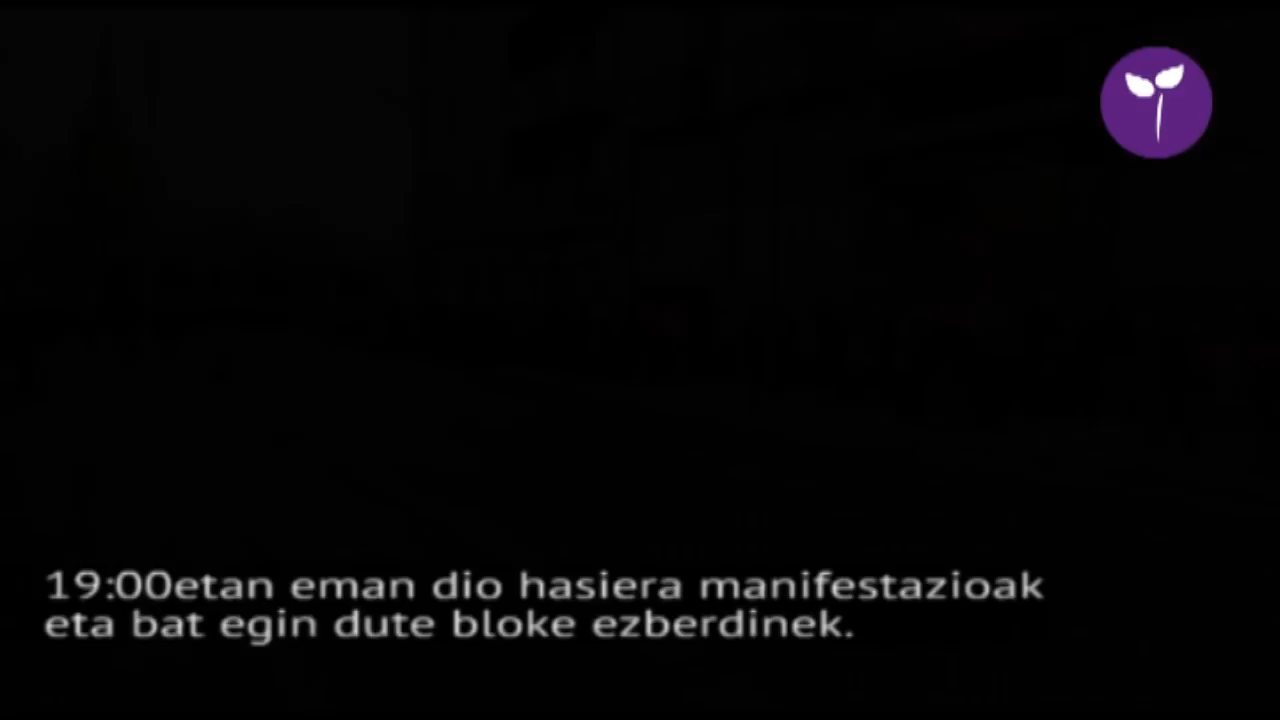 19:00etan eman dio hasiera manifestazioak
eta bat egin dute bloke ezberdinek.